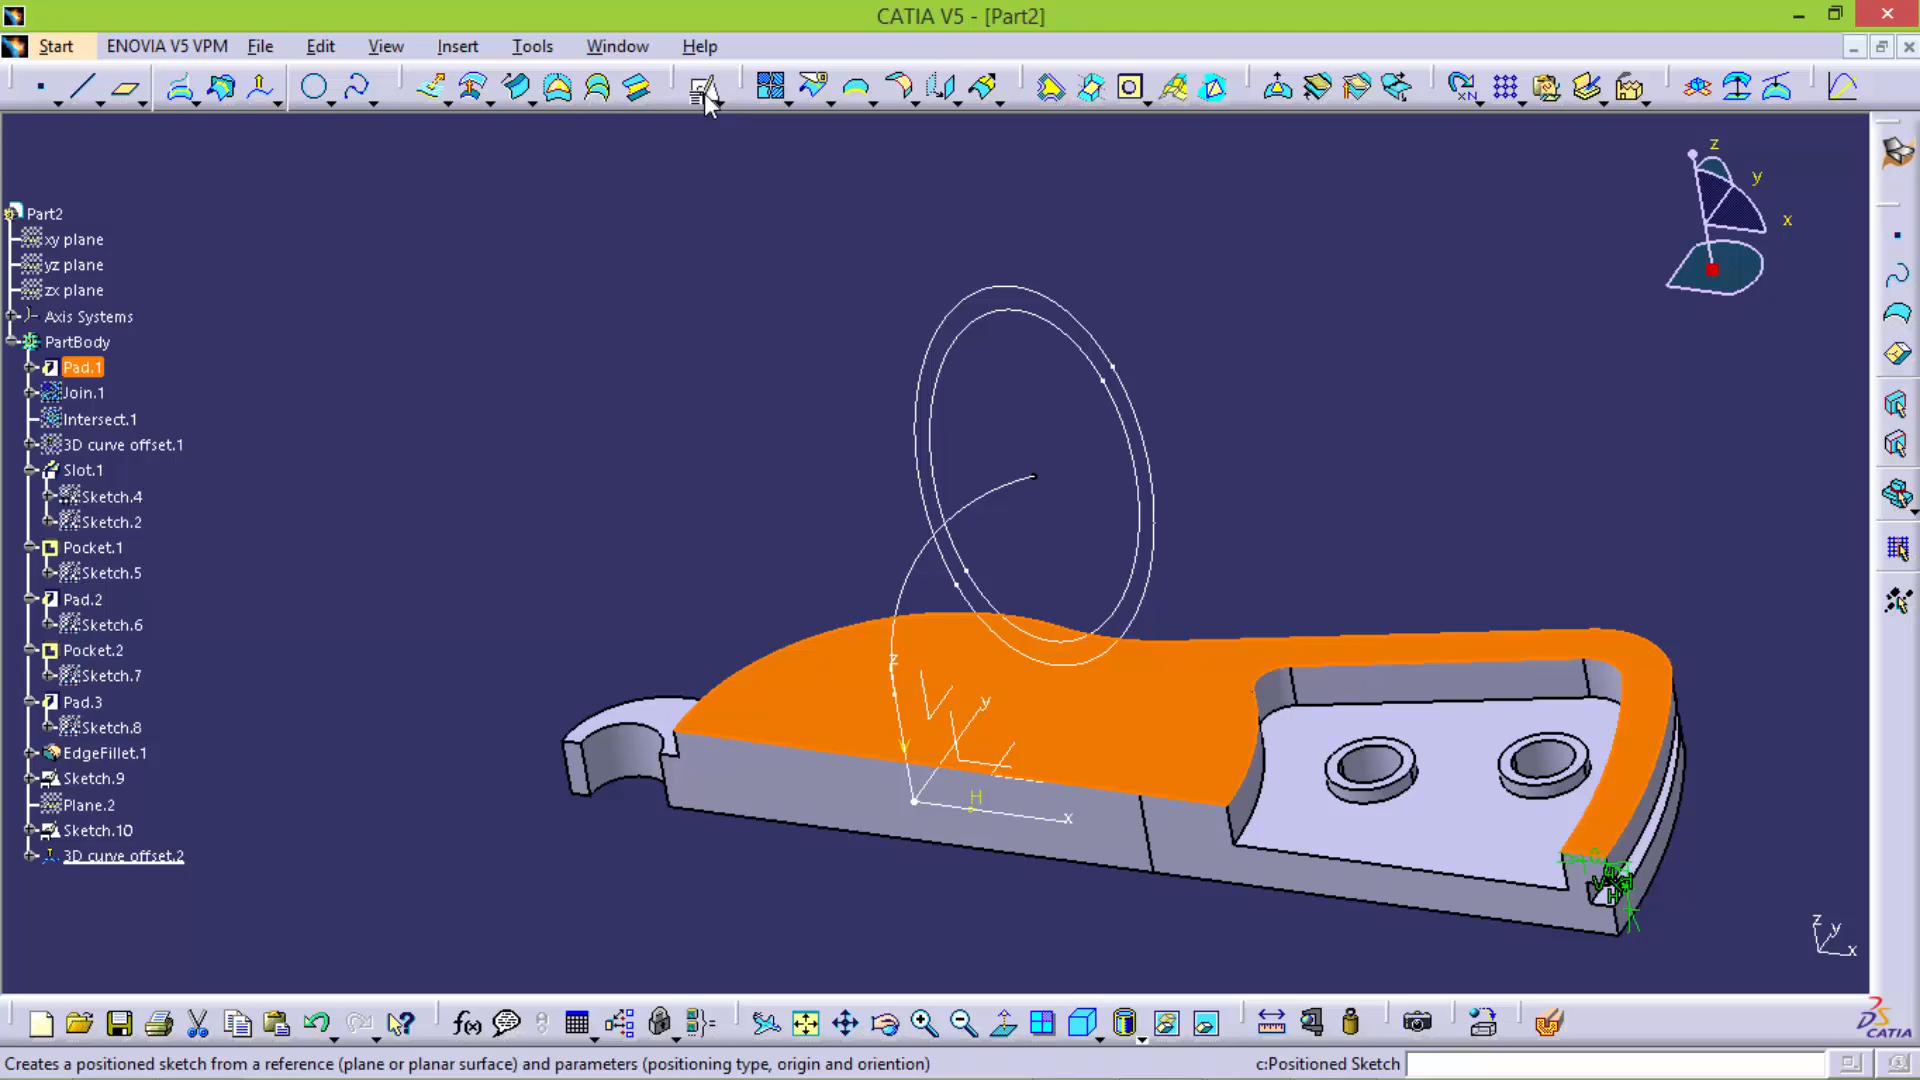 CATIA V5 - [Part2]
Start ENOVIA V5 VPM File Edit View Insert Tools Window Help
Part2
xy plane
yz plane
zx plane
Axis Systems
PartBody
Pad.1
Join.1
Intersect.1
3D curve offset.1
Slot.1
Sketch.4
Sketch.2
Pocket.1
Sketch.5
Pad.2
Sketch.6
Pocket.2
Sketch.7
Pad.3
Sketch.8
EdgeFillet.1
Sketch.9
Plane.2
Sketch.10
3D curve offset.2
z
y
x
z
y
V
H
x
H
z
y
x
f(x)
CATIA
Creates a positioned sketch from a reference (plane or planar surface) and parameters (positioning type, origin and orientation)
c:Positioned Sketch